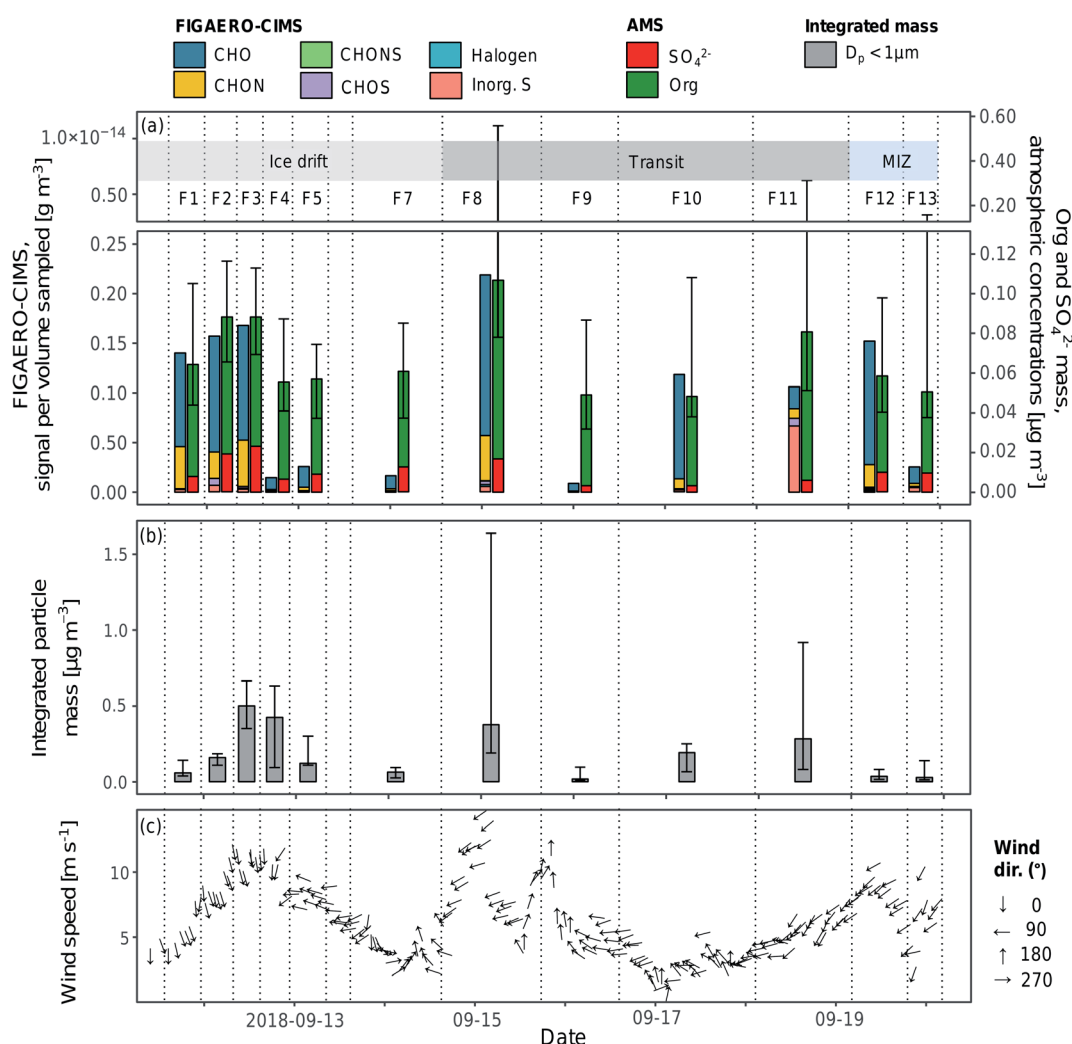 FIGAERO-CIMS AMS Integrated mass
CHO CHONS Halogen SO₄²⁻ Dₚ < 1μm
CHON CHOS Inorg. S Org
(a)
Ice drift Transit MIZ
F1 F2 F3 F4 F5 F7 F8 F9 F10 F11 F12 F13
1.0×10⁻¹⁴
0.50
0.25
0.20
0.15
0.10
0.50
0.00
FIGAERO-CIMS,
signal per volume sampled [g m⁻³)
0.60
0.40
0.20
0.12
0.10
0.08
0.06
0.04
0.02
0.00
Org and SO₄²⁻ mass,
atmospheric concentrations [μg m³)
(b)
1.5
1.0
0.5
0.0
Integrated particle
mass [μg m⁻³]
(c)
10
5
Wind speed [m s⁻¹)
Wind
dir. (°)
↓ 0
← 90
↑ 180
→ 270
2018-09-13 09-15 09-17 09-19
Date